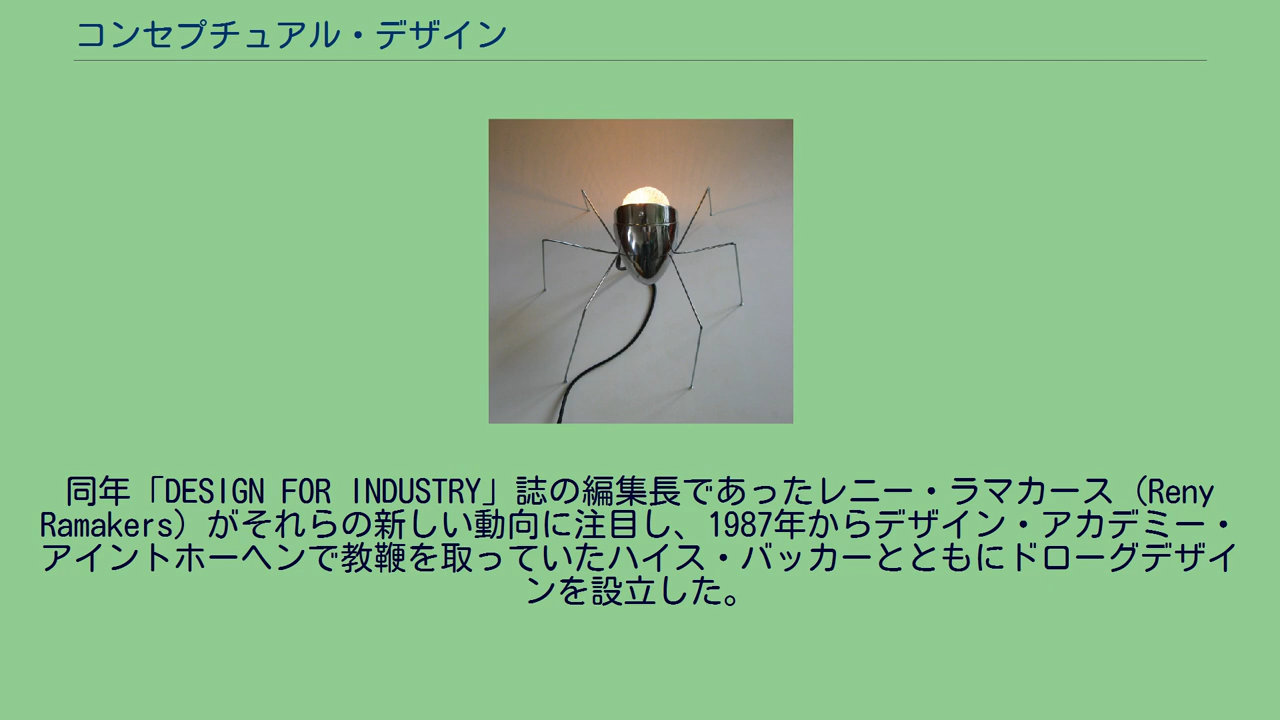 コンセプチュアル・デザイン
同年「DESIGN FOR INDUSTRY」誌の編集長であったレニー・ラマカース（Reny
Ramakers）がそれらの新しい動向に注目し、1987年からデザイン・アカデミー・
アイントホーヘンで教鞭を取っていたハイス・バッカーとともにドローグデザイ
ンを設立した。